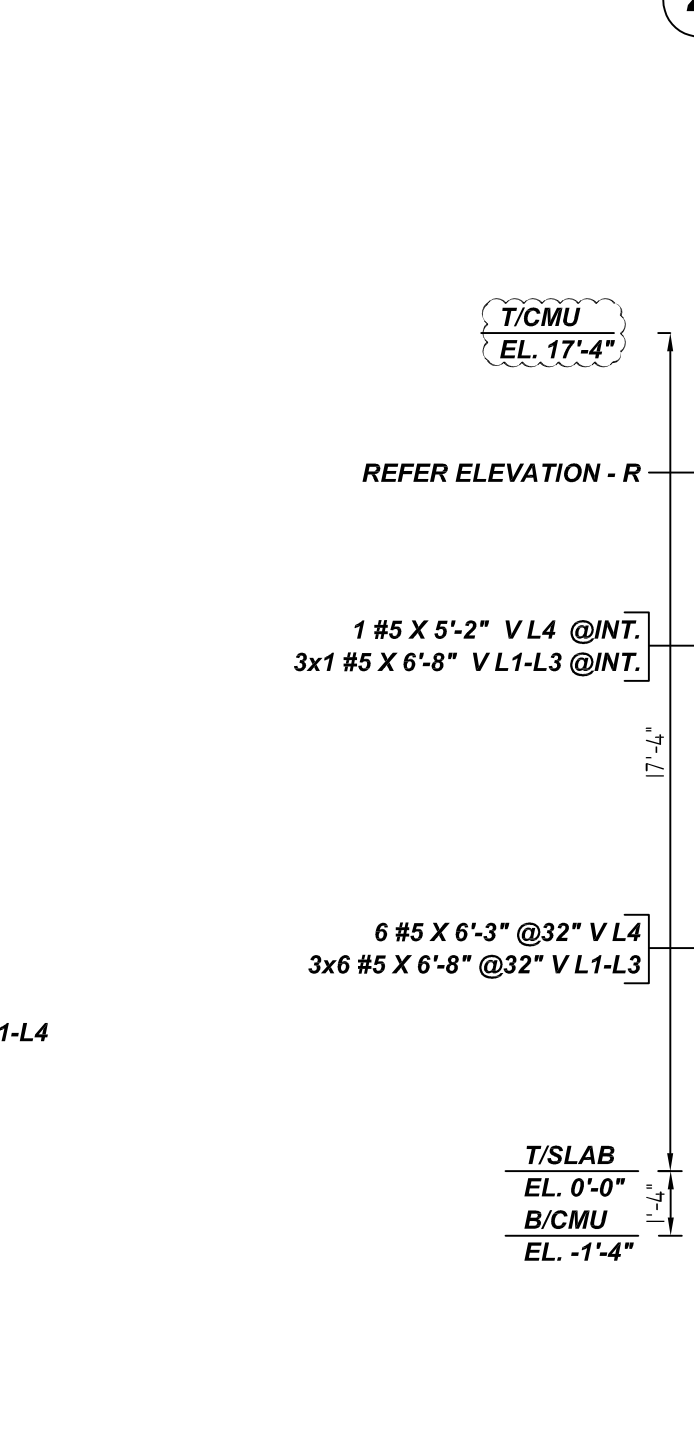 T/CMU
EL. 17'-4"
REFER ELEVATION - R
1 #5 X 5'-2" V L4 @INT.
3x1 #5 X 6'-8" V L1-L3 @INT.
17'-4"
6 #5 X 6'-3" @32" V L4
3x6 #5 X 6'-8" @32" V L1-L3
1-L4
T/SLAB
EL. 0'-0"
1'-4"
B/CMU
EL. -1'-4"